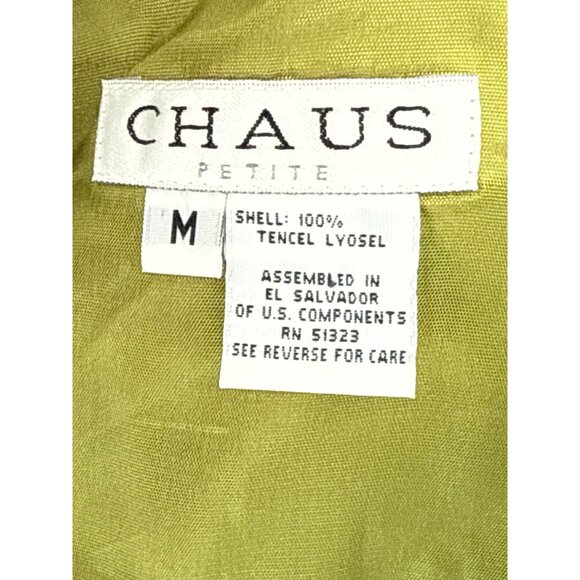 CHAUS
PETITE
M
SHELL: 100%
TENCEL LYOSEL
ASSEMBLED IN
EL SALVADOR
OF U.S. COMPONENTS
RN 51323
SEE REVERSE FOR CARE